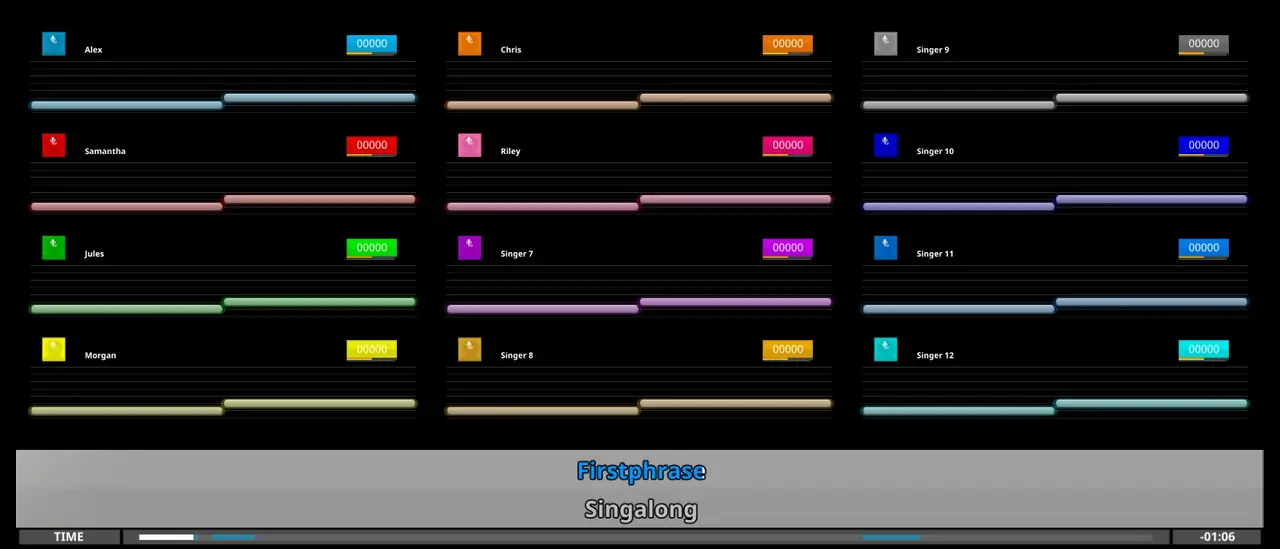 Alex 00000
Chris 00000
Singer 9 00000
Samantha 00000
Riley 00000
Singer 10 00000
Jules 00000
Singer 7 00000
Singer 11 00000
Morgan 00000
Singer 8 00000
Singer 12 00000
Firstphrase
Singalong
TIME -01:06